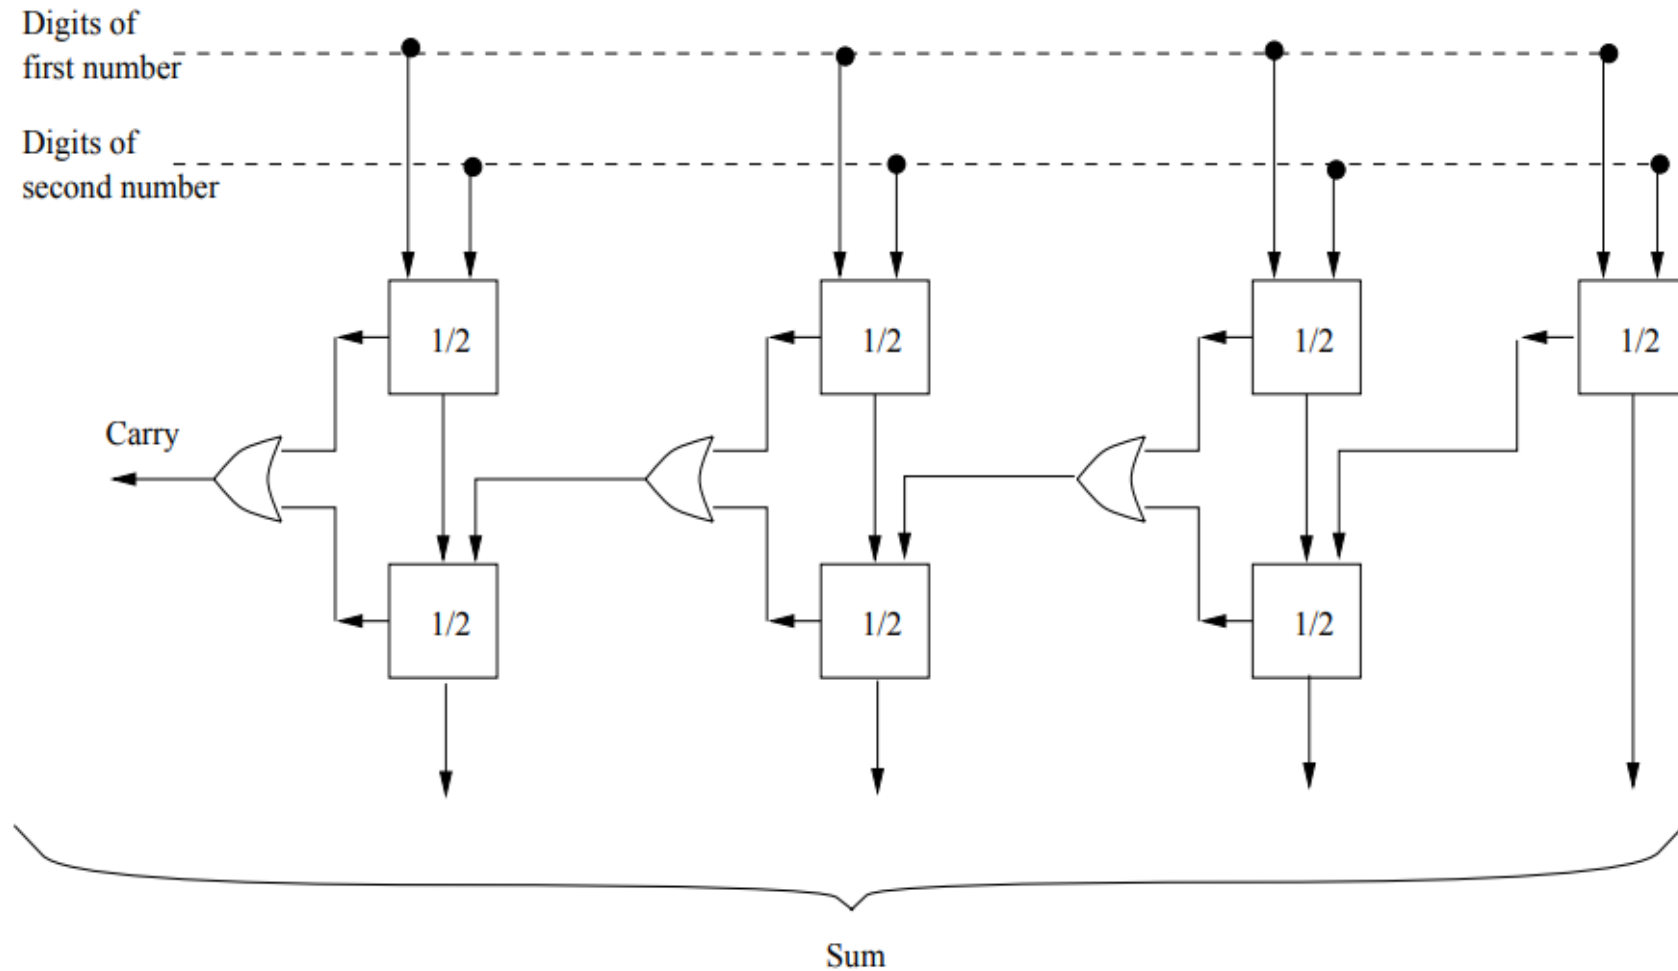 Digits of
first number
Digits of
second number
1/2
1/2
1/2
1/2
Carry
1/2
1/2
1/2
Sum